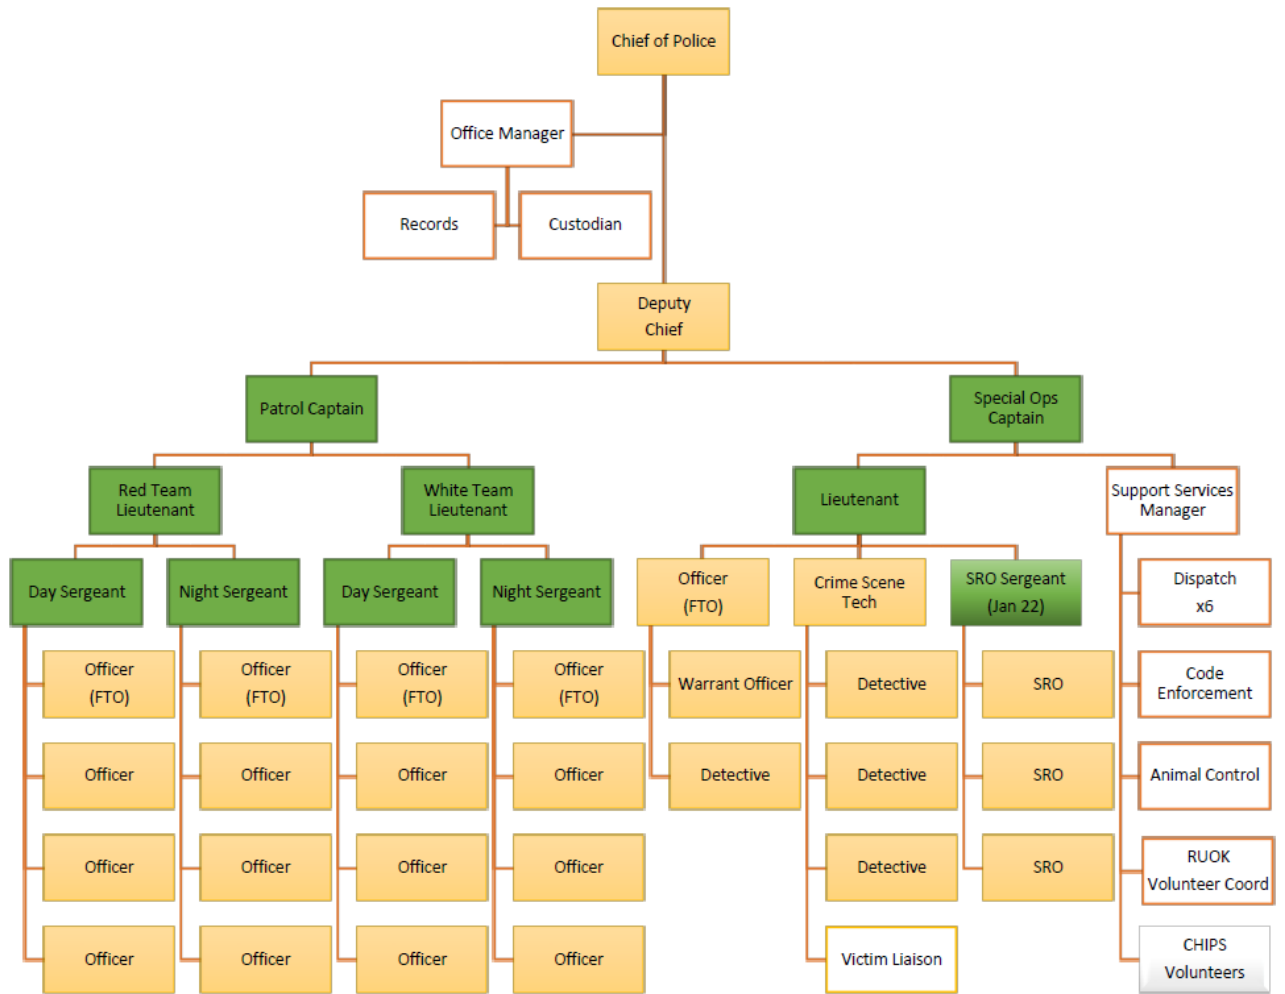 Chief of Police
Office Manager
Records
Custodian
Deputy
Chief
Patrol Captain
Special Ops
Captain
Red Team
Lieutenant
White Team
Lieutenant
Lieutenant
Support Services
Manager
Day Sergeant
Night Sergeant
Day Sergeant
Night Sergeant
Officer
(FTO)
Crime Scene
Tech
SRO Sergeant
(Jan 22)
Dispatch
x6
Officer
(FTO)
Officer
(FTO)
Officer
(FTO)
Officer
(FTO)
Warrant Officer
Detective
SRO
Code
Enforcement
Officer
Officer
Officer
Officer
Detective
Detective
SRO
Animal Control
Officer
Officer
Officer
Officer
Detective
SRO
RUOK
Volunteer Coord
Officer
Officer
Officer
Officer
Victim Liaison
CHIPS
Volunteers